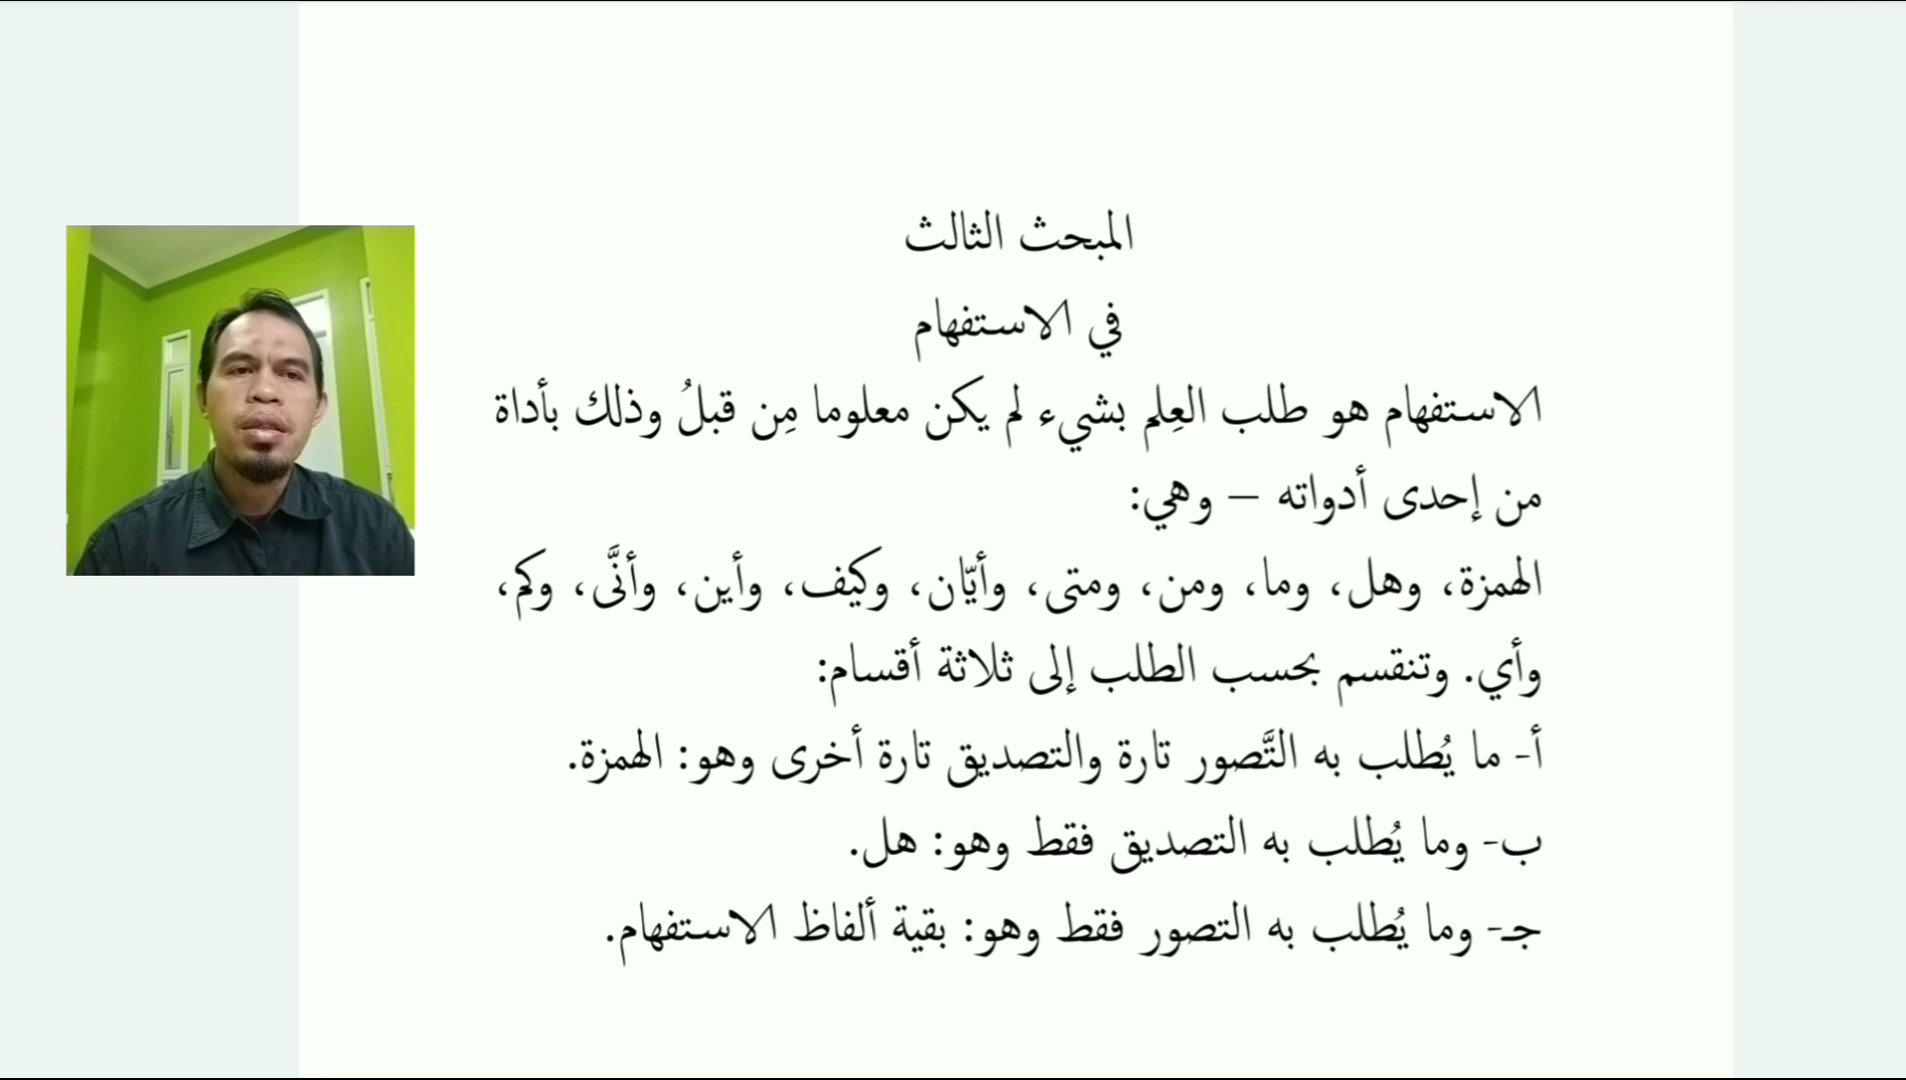 المبحث الثالث
في الاستفهام
الاستفهام هو طلب العِلم بشيء لم يكن معلوما مِن قبلُ وذلك بأداة
من إحدى أدواته – وهي:
الهمزة، وهل، وما، ومن، ومتى، وأيّان، وكيف، وأين، وأنَّى، وكم،
وأي. وتنقسم بحسب الطلب إلى ثلاثة أقسام:
أ- ما يُطلب به التَّصور تارة والتصديق تارة أخرى وهو: الهمزة.
ب- وما يُطلب به التصديق فقط وهو: هل.
جـ- وما يُطلب به التصور فقط وهو: بقية ألفاظ الاستفهام.